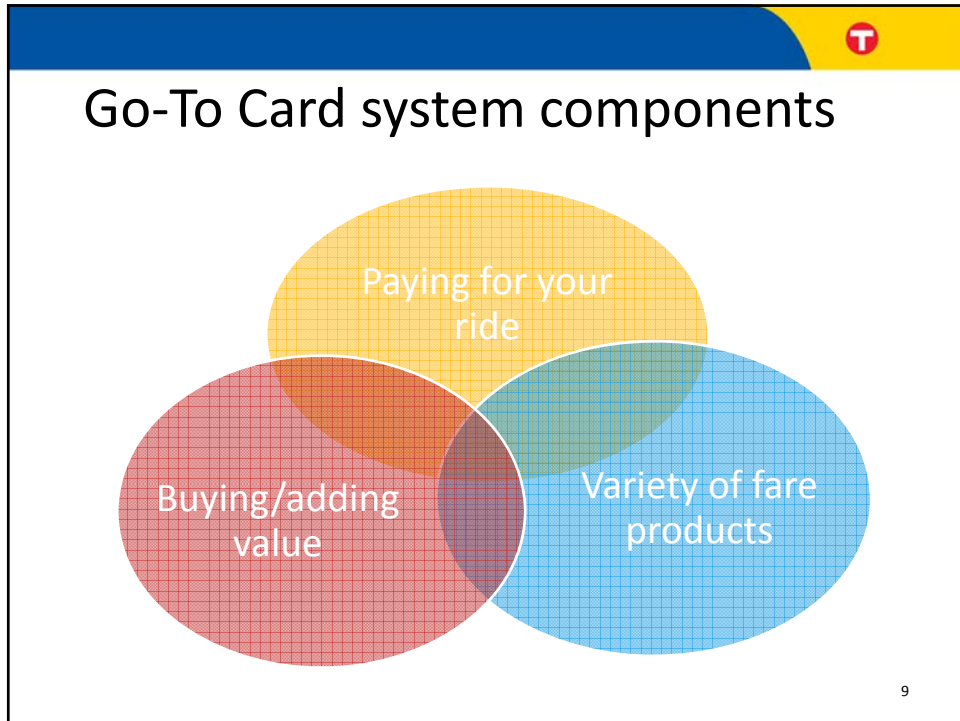 T
Go-To Card system components
Paying for your
ride
Buying/adding
value
Variety of fare
products
9